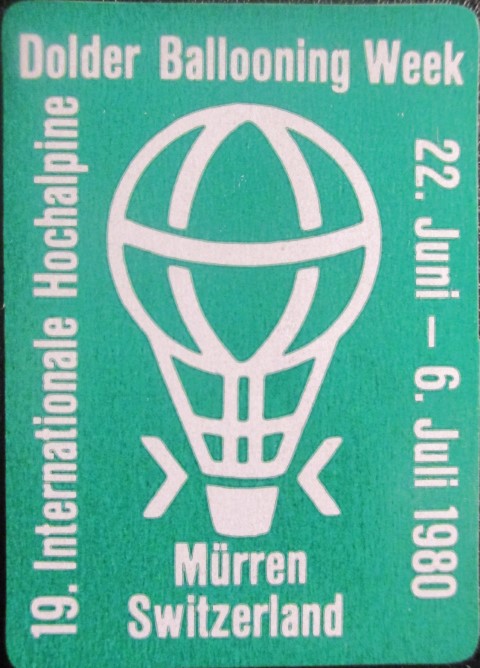 19. Internationale Hochalpine
Dolder Ballooning Week
22. Juni – 6. Juli 1980
Mürren
Switzerland